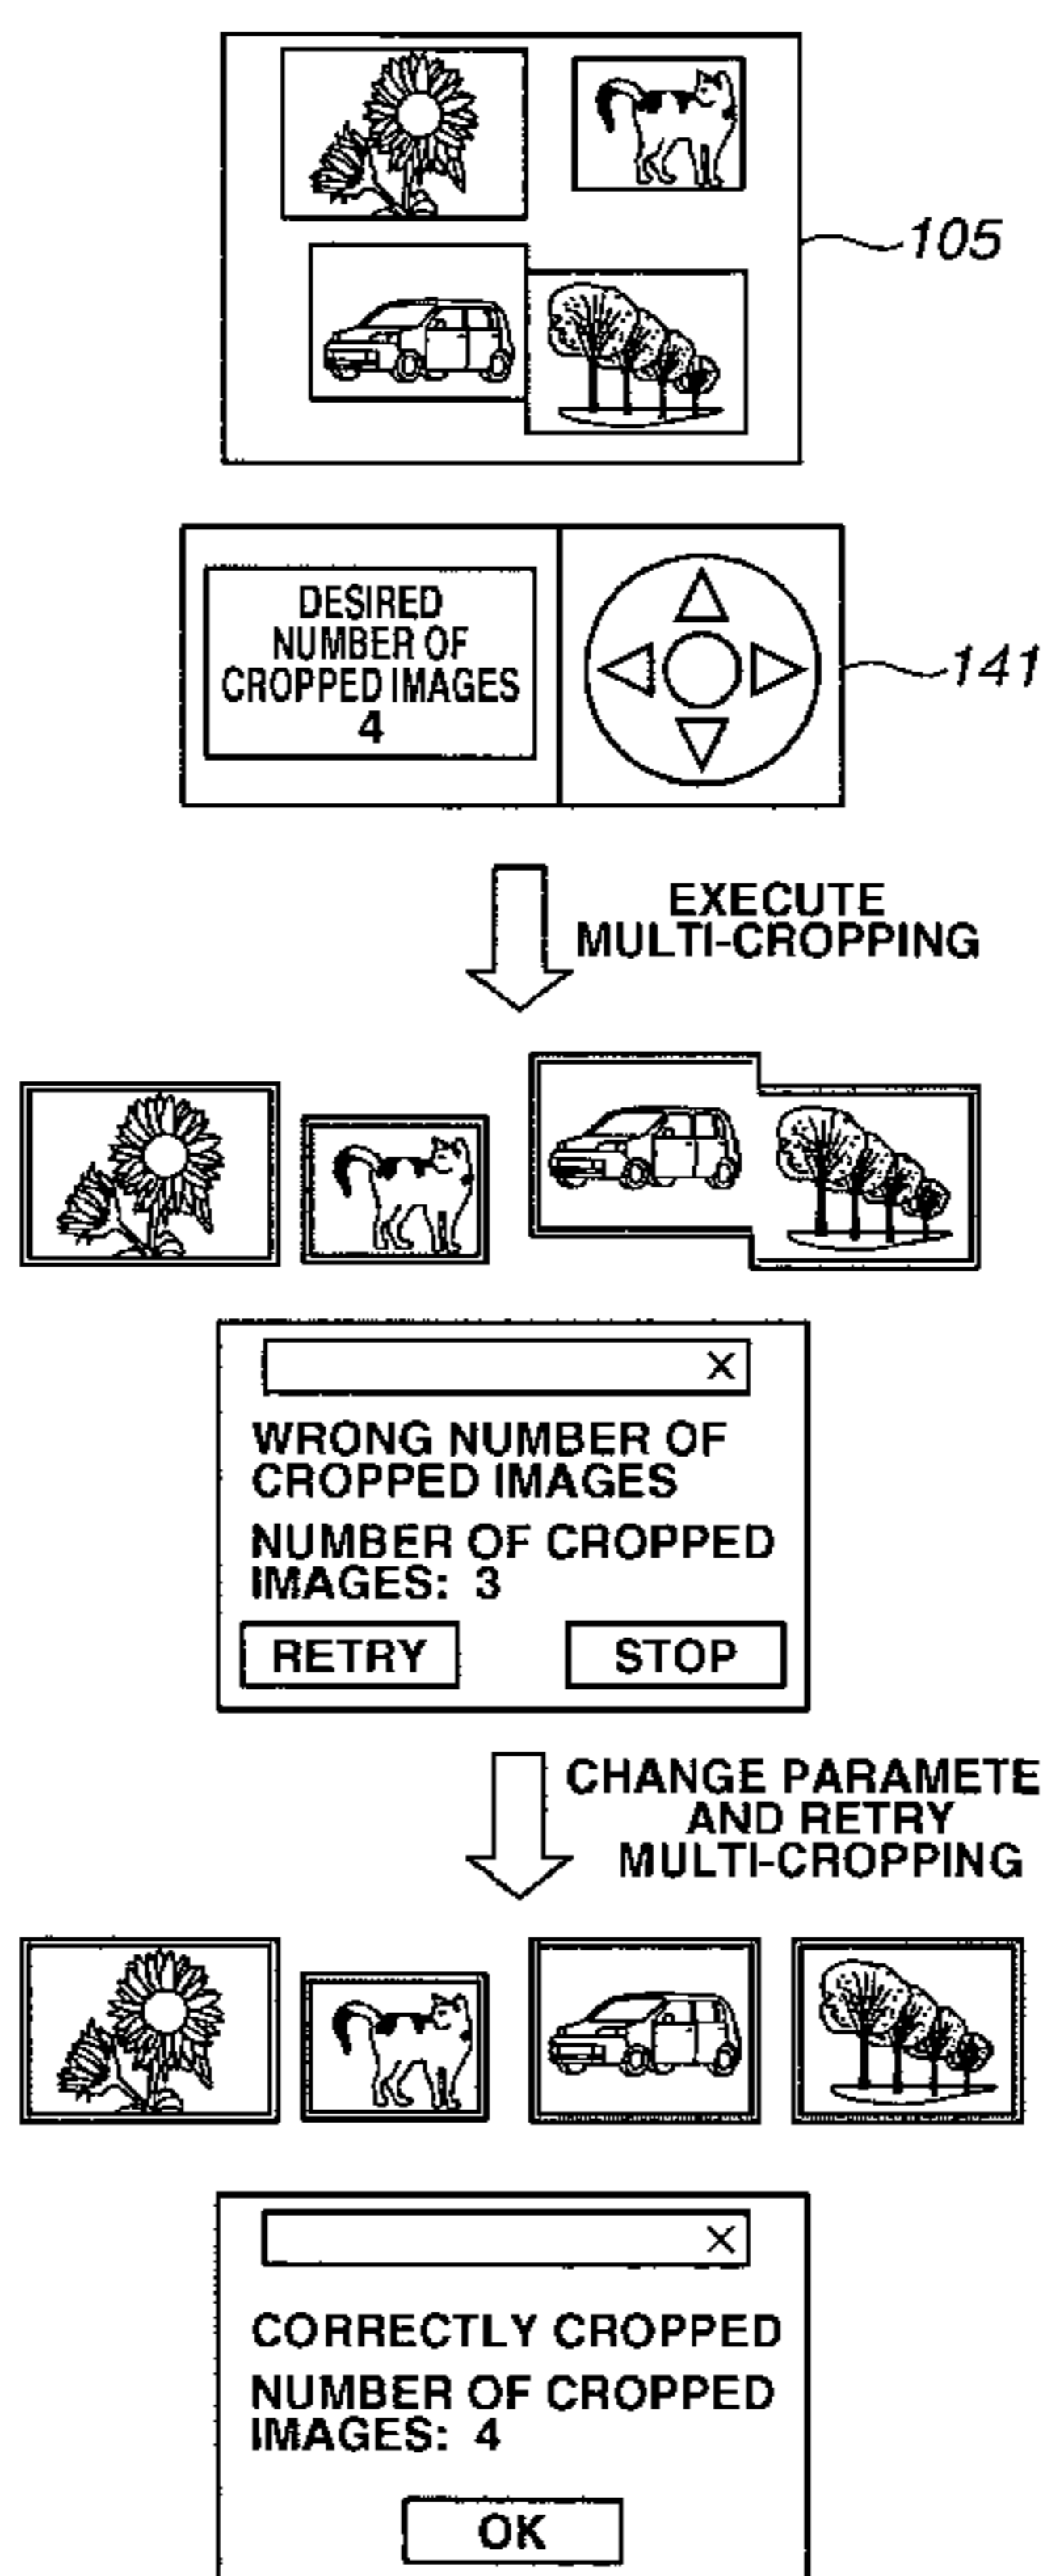 105
DESIRED
NUMBER OF
CROPPED IMAGES
4
141
EXECUTE
MULTI-CROPPING
X
WRONG NUMBER OF
CROPPED IMAGES
NUMBER OF CROPPED
IMAGES: 3
RETRY STOP
CHANGE PARAMETE
AND RETRY
MULTI-CROPPING
X
CORRECTLY CROPPED
NUMBER OF CROPPED
IMAGES: 4
OK